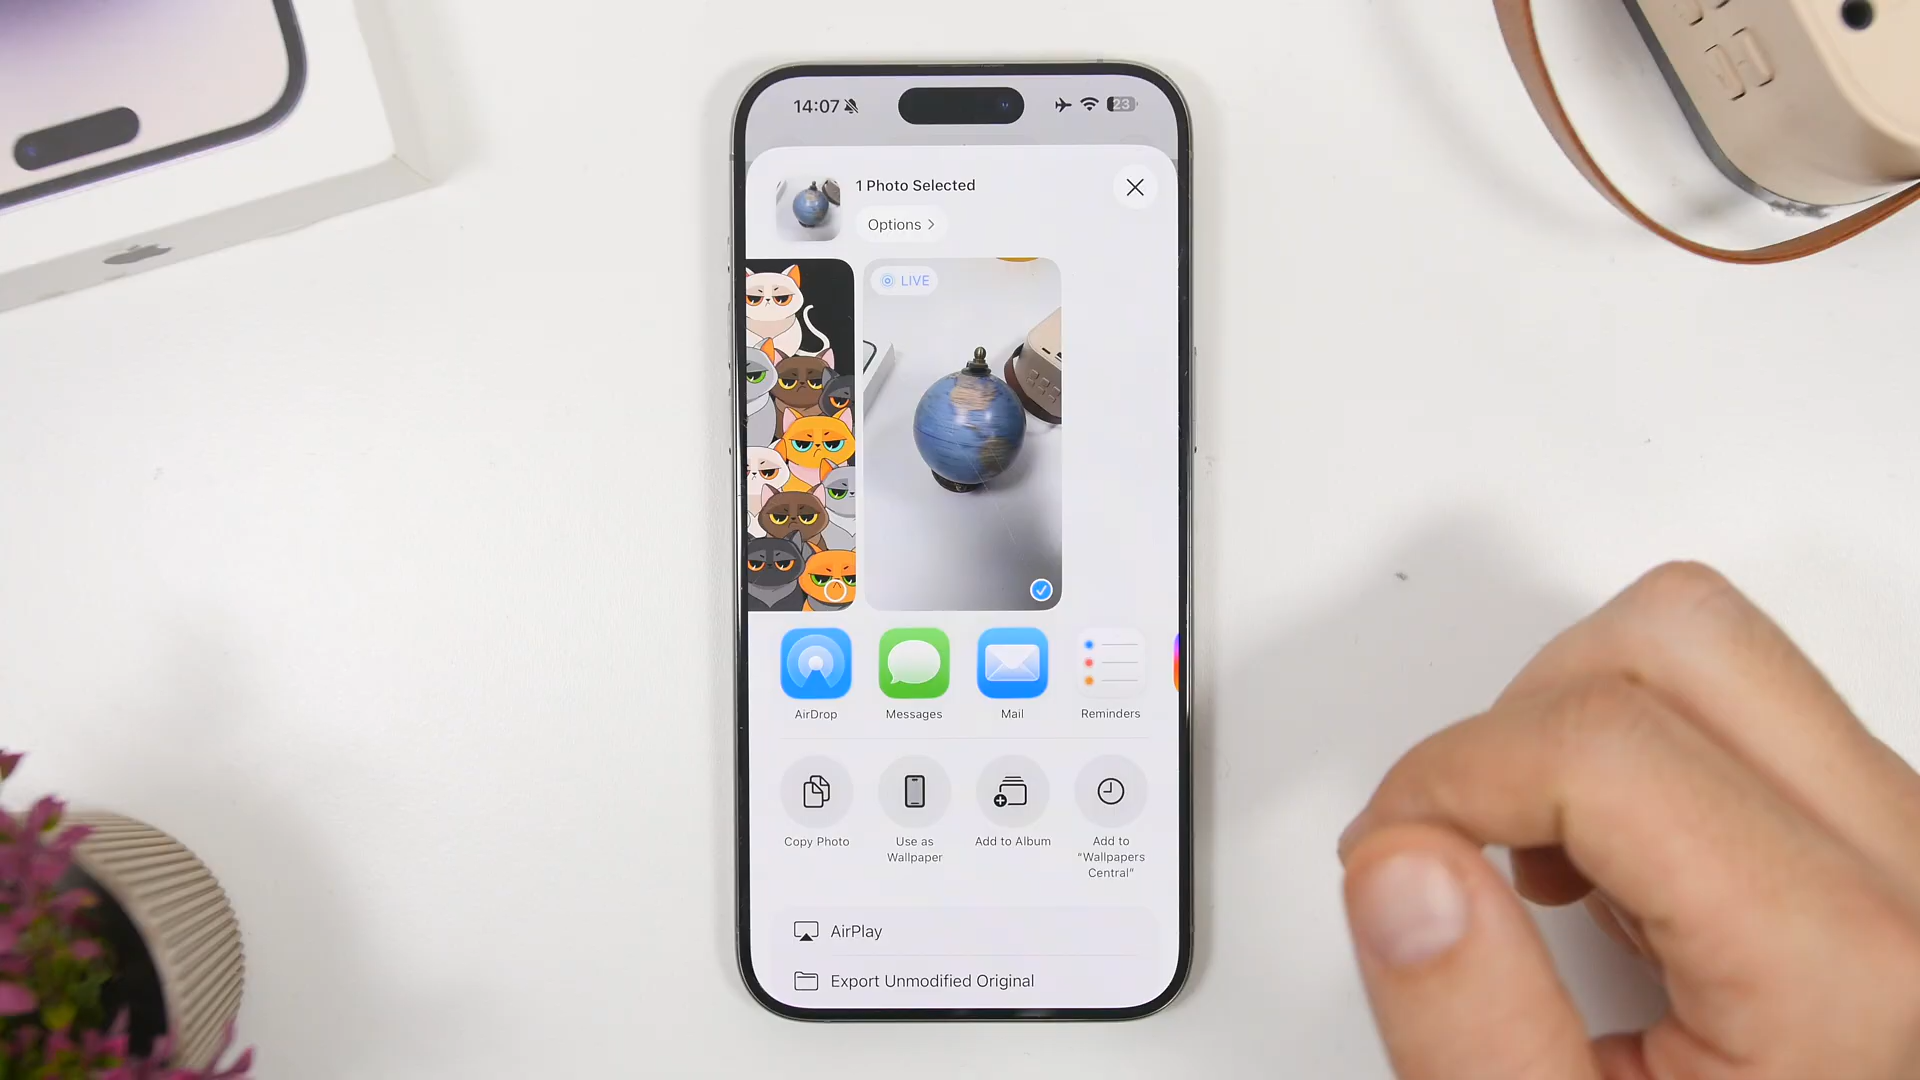 14:07
23
1 Photo Selected
Options
LIVE
AirDrop
Messages
Mail
Reminders
Copy Photo
Use as
Wallpaper
Add to Album
Add to
“Wallpapers
Central”
AirPlay
Export Unmodified Original